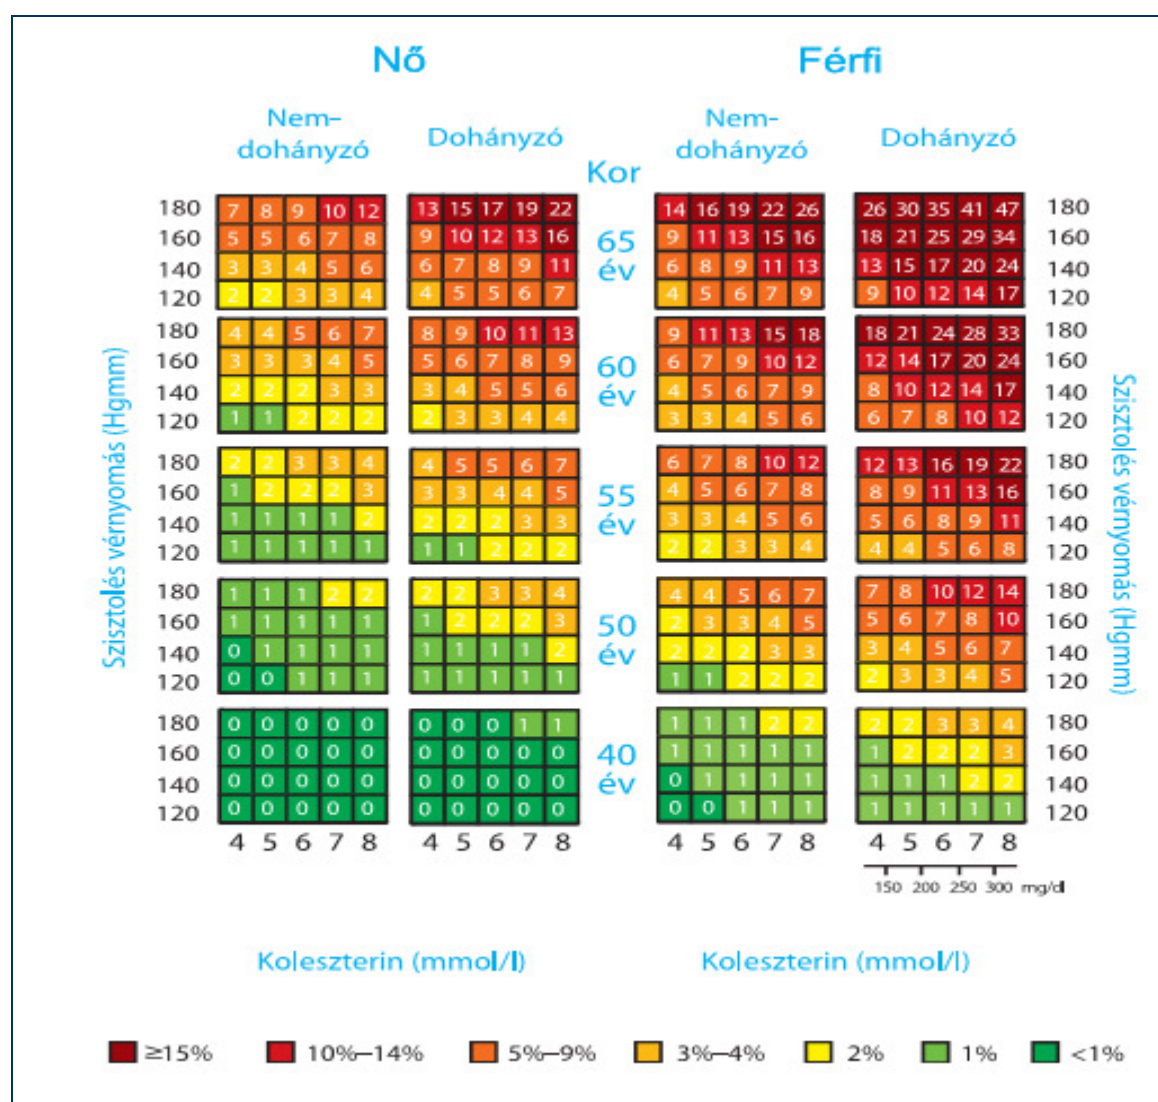 Nő Férfi
Nem– dohányzó Dohányzó Nem- dohányzó Dohányzó
Kor
180 7 8 9 10 12 13 15 17 19 22 14 16 19 22 26 26 30 35 41 47 180
160 5 5 6 7 8 9 10 12 13 16 65 év 9 11 13 15 16 18 21 25 29 34 160
140 3 3 4 5 6 6 7 8 9 11 6 8 9 11 13 13 15 17 20 24 140
120 2 2 3 3 4 4 5 5 6 7 4 5 6 7 9 9 10 12 14 17 120
180 4 4 5 6 7 8 9 10 11 13 9 11 13 15 18 18 21 24 28 33 180
160 3 3 3 4 5 5 6 7 8 9 60 év 6 7 9 10 12 12 14 17 20 24 160
140 2 2 2 3 3 3 4 5 5 6 4 5 6 7 9 8 10 12 14 17 140
120 1 1 2 2 2 2 3 3 4 4 3 3 4 5 6 6 7 8 10 12 120
180 2 2 3 3 4 4 5 5 6 7 6 7 8 10 12 12 13 16 19 22 180
160 1 2 2 2 3 3 3 4 4 5 55 év 4 5 6 7 8 8 9 11 13 16 160
140 1 1 1 1 2 2 2 2 3 3 3 3 4 5 6 5 6 8 9 11 140
120 1 1 1 1 1 1 1 2 2 2 2 2 3 3 4 4 4 5 6 8 120
180 1 1 1 2 2 2 2 3 3 4 4 4 5 6 7 7 8 10 12 14 180
160 1 1 1 1 1 1 2 2 2 3 50 év 2 3 3 4 5 5 6 7 8 10 160
140 0 1 1 1 1 1 1 1 1 2 2 2 2 3 3 3 4 5 6 7 140
120 0 0 1 1 1 1 1 1 1 1 1 1 2 2 2 2 3 3 4 5 120
180 0 0 0 0 0 0 0 0 1 1 1 1 1 2 2 2 2 3 3 4 180
160 0 0 0 0 0 0 0 0 0 0 40 év 1 1 1 1 1 1 2 2 2 3 160
140 0 0 0 0 0 0 0 0 0 0 0 1 1 1 1 1 1 1 2 2 140
120 0 0 0 0 0 0 0 0 0 0 0 0 1 1 1 1 1 1 1 1 120
4 5 6 7 8 4 5 6 7 8 4 5 6 7 8 4 5 6 7 8
150 200 250 300 mg/dl
Szisztolés vérnyomás (Hgmm)
Szisztolés vérnyomás (Hgmm)
Koleszterin (mmol/l) Koleszterin (mmol/l)
≥15% 10%–14% 5%–9% 3%–4% 2% 1% <1%